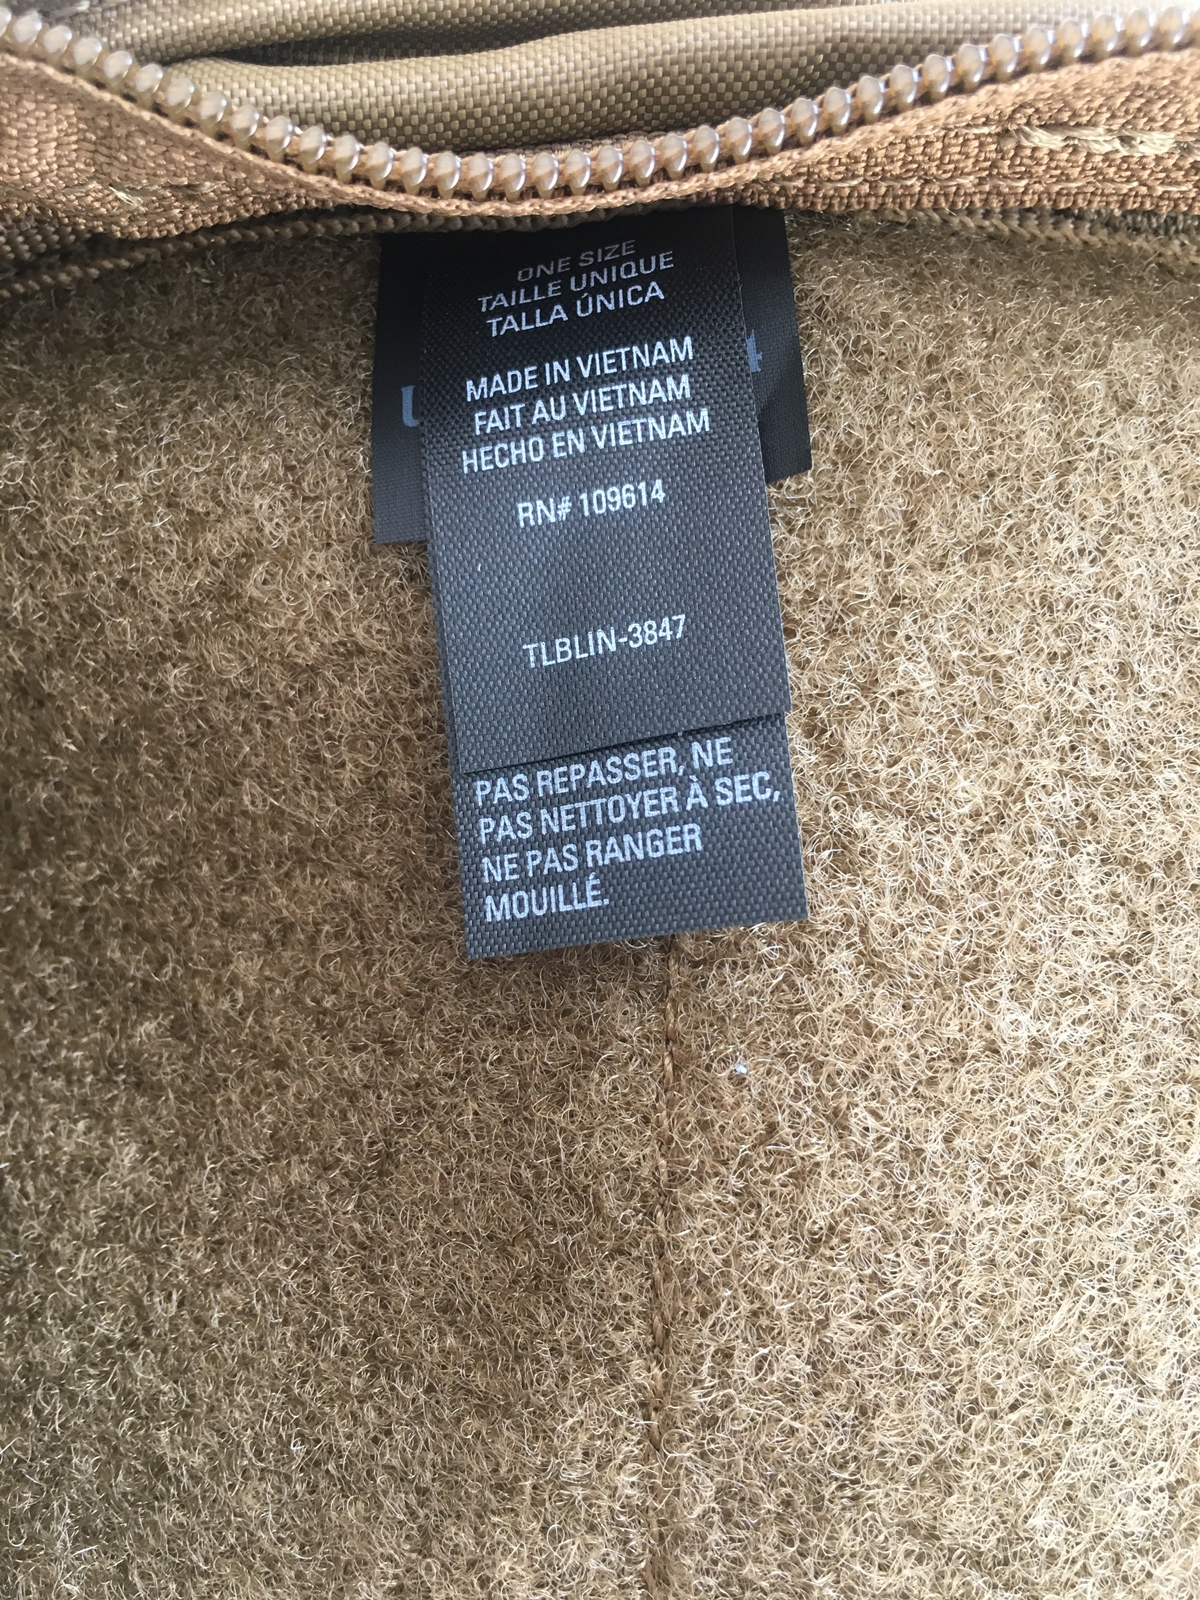 ONE SIZE
TAILLE UNIQUE
TALLA ÚNICA
MADE IN VIETNAM
FAIT AU VIETNAM
HECHO EN VIETNAM
RN# 109614
TLBLIN-3847
PAS REPASSER, NE
PAS NETTOYER À SEC,
NE PAS RANGER
MOUILLÉ.